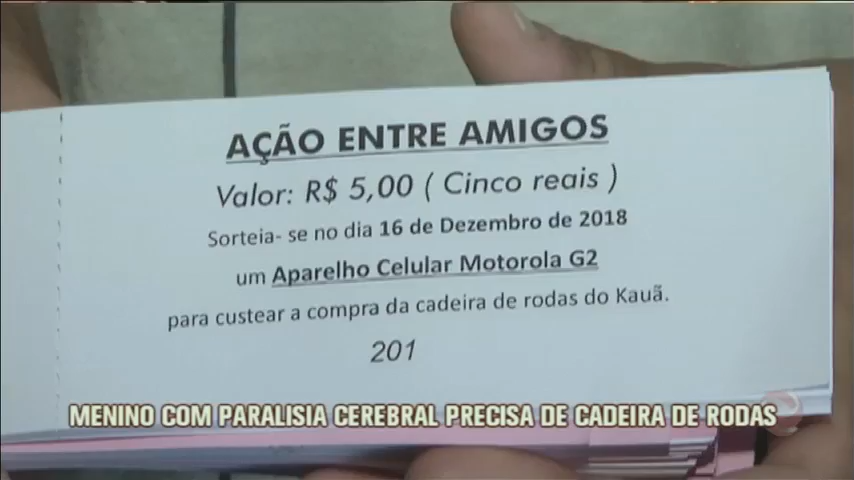 AÇÃO ENTRE AMIGOS
Valor: R$ 5,00 ( Cinco reais )
Sorteia- se no dia 16 de Dezembro de 2018
um Aparelho Celular Motorola G2
para custear a compra da cadeira de rodas do Kauã.
201
MENINO COM PARALISIA CEREBRAL PRECISA DE CADEIRA DE RODAS